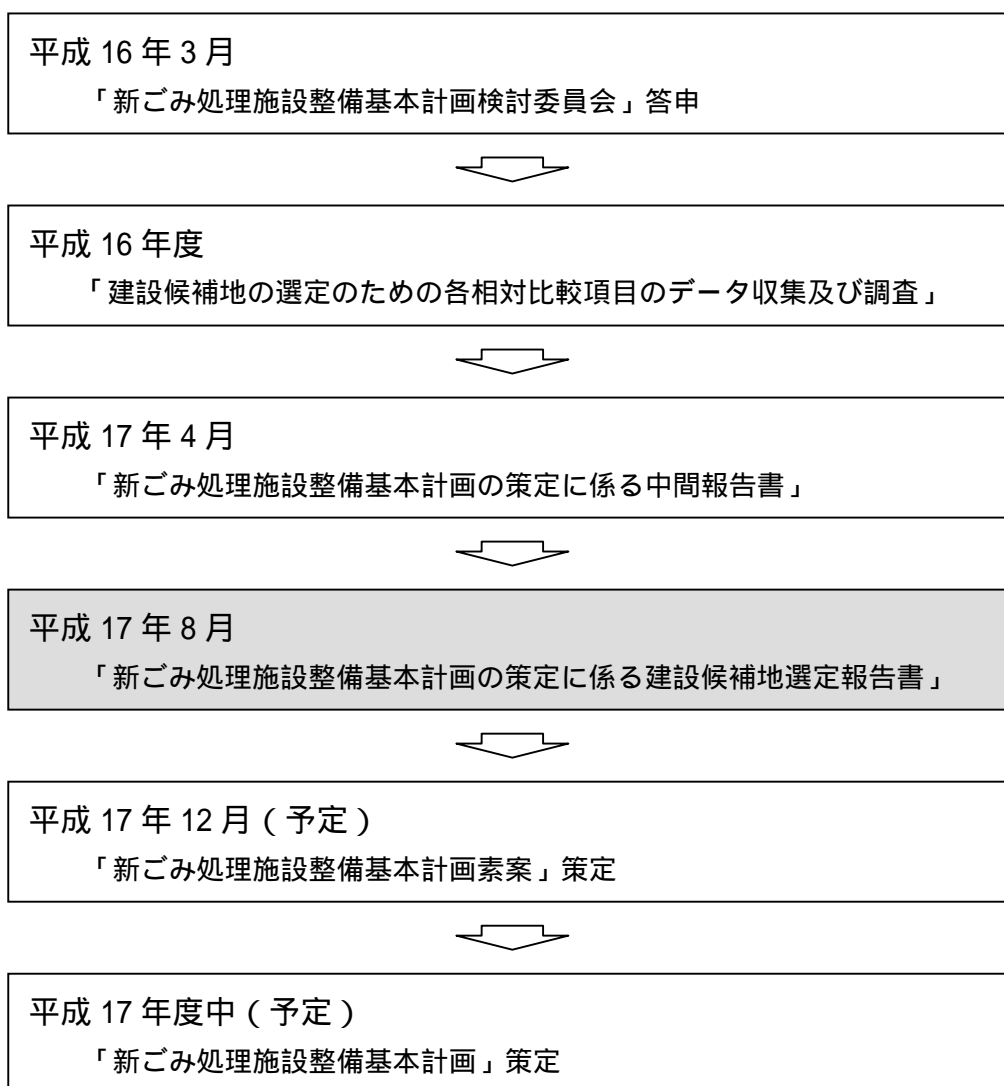 平成 16 年 3 月
「新ごみ処理施設整備基本計画検討委員会」答申
平成 16 年度
「建設候補地の選定のための各相対比較項目のデータ収集及び調査」
平成 17 年 4 月
「新ごみ処理施設整備基本計画の策定に係る中間報告書」
平成 17 年 8 月
「新ごみ処理施設整備基本計画の策定に係る建設候補地選定報告書」
平成 17 年 12 月（予定）
「新ごみ処理施設整備基本計画素案」策定
平成 17 年度中（予定）
「新ごみ処理施設整備基本計画」策定